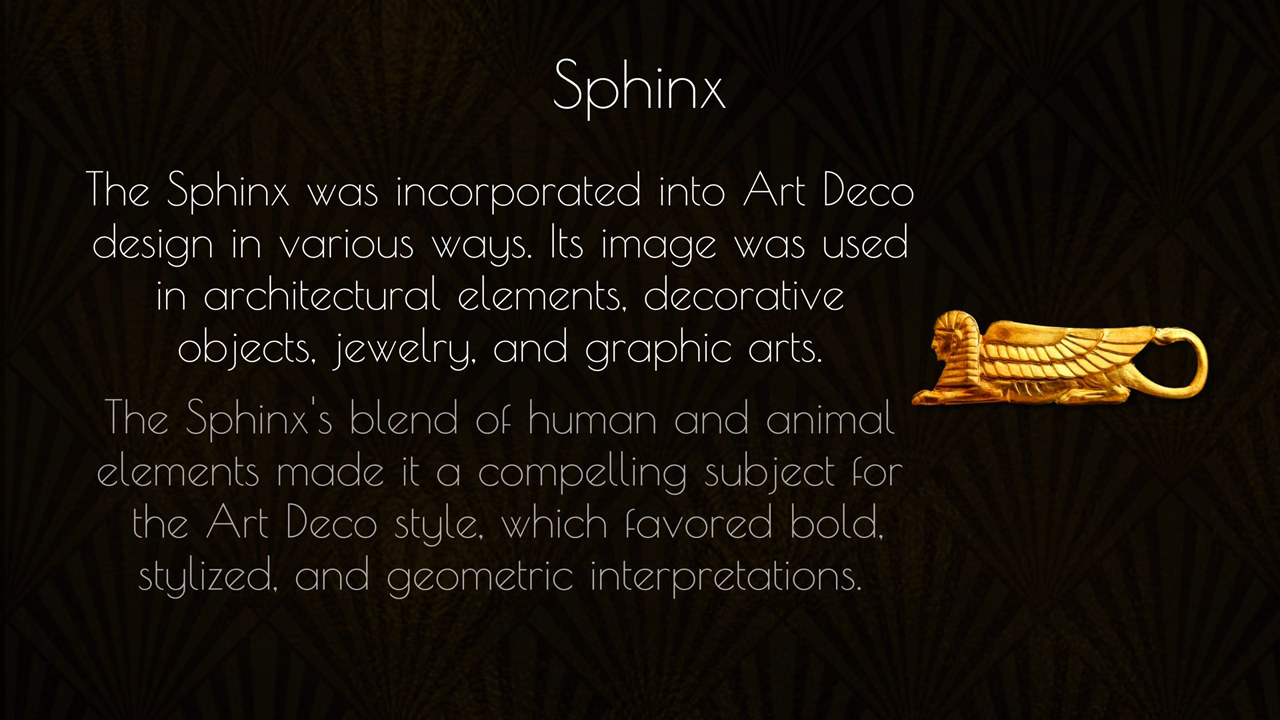 Sphinx
The Sphinx was incorporated into Art Deco
design in various ways. Its image was used
in architectural elements, decorative
objects, jewelry, and graphic arts.
The Sphinx's blend of human and animal
elements made it a compelling subject for
the Art Deco style, which favored bold,
stylized, and geometric interpretations.